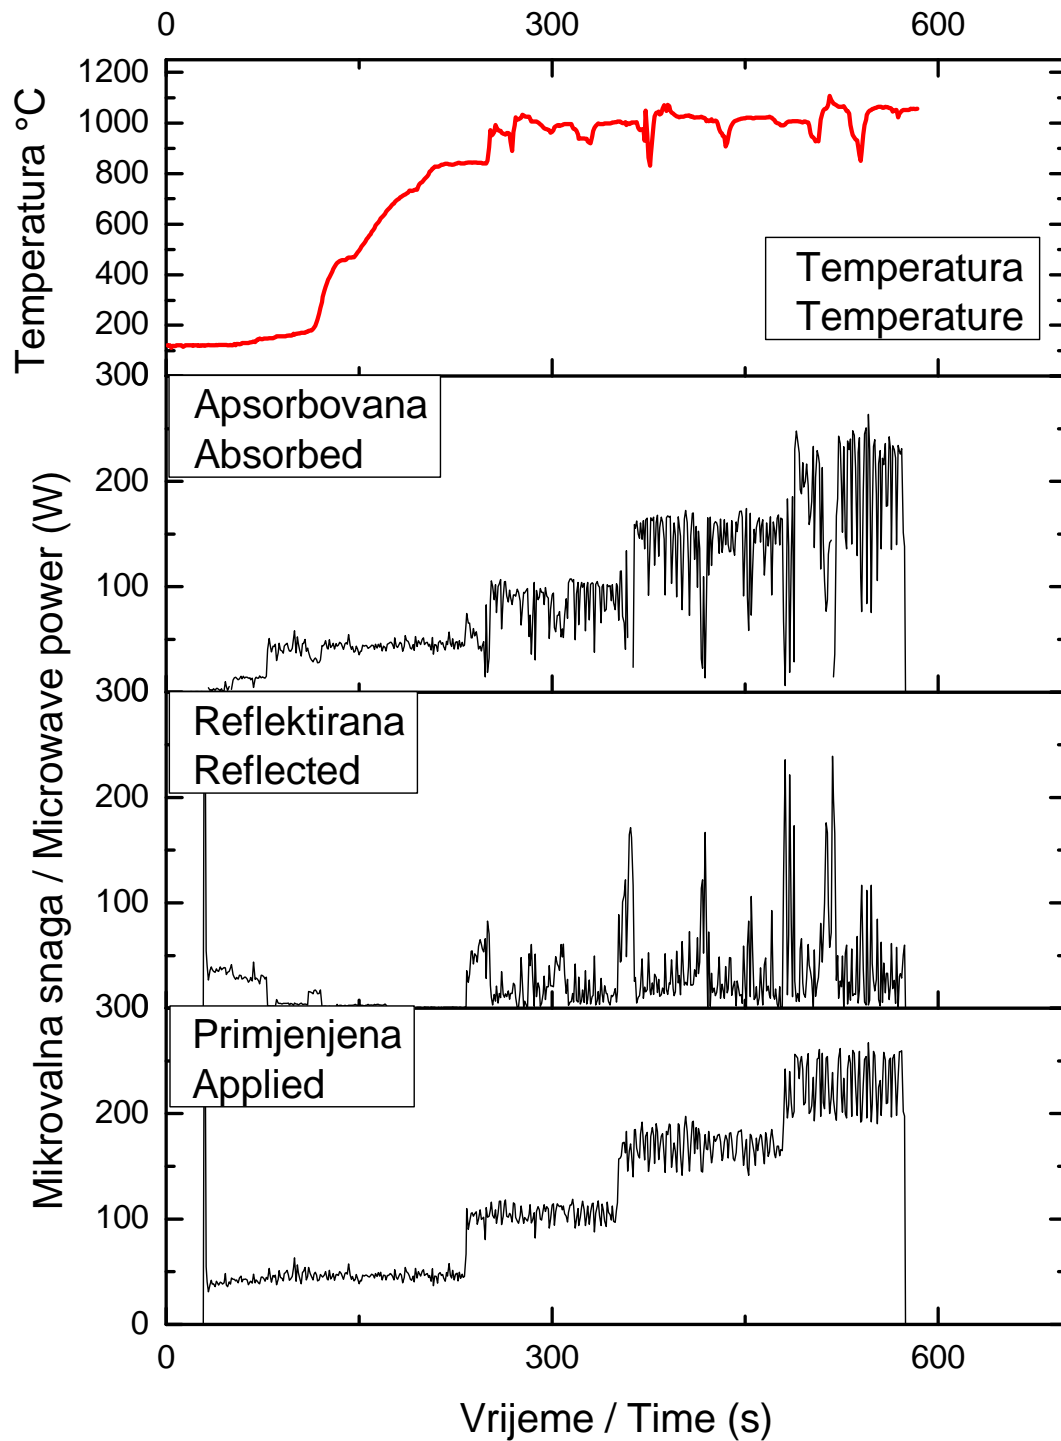 0 300 600
1200
1000
800
600
400
200
Temperatura °C
Temperatura
Temperature
300
Apsorbovana
Absorbed
200
100
300
Reflektirana
Reflected
200
100
300
Primjenjena
Applied
200
100
0
Mikrovalna snaga / Microwave power (W)
0 300 600
Vrijeme / Time (s)